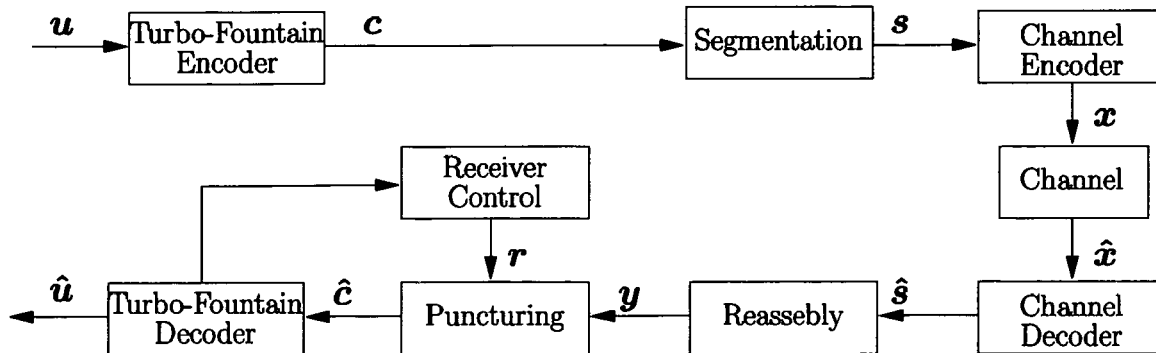 u
Turbo-Fountain
Encoder
c
Segmentation
s
Channel
Encoder
x
Receiver
Control
Channel
r
x̂
û
Turbo-Fountain
Decoder
ĉ
Puncturing
y
Reassebly
ŝ
Channel
Decoder